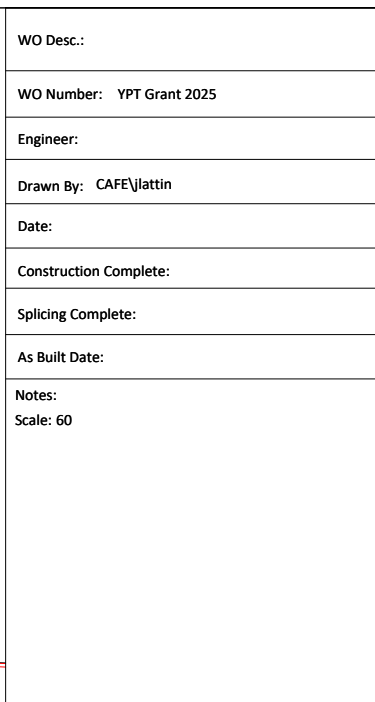 WO Desc.:
WO Number: YPT Grant 2025
Engineer:
Drawn By: CAFE\jlattin
Date:
Construction Complete:
Splicing Complete:
As Built Date:
Notes:
Scale: 60